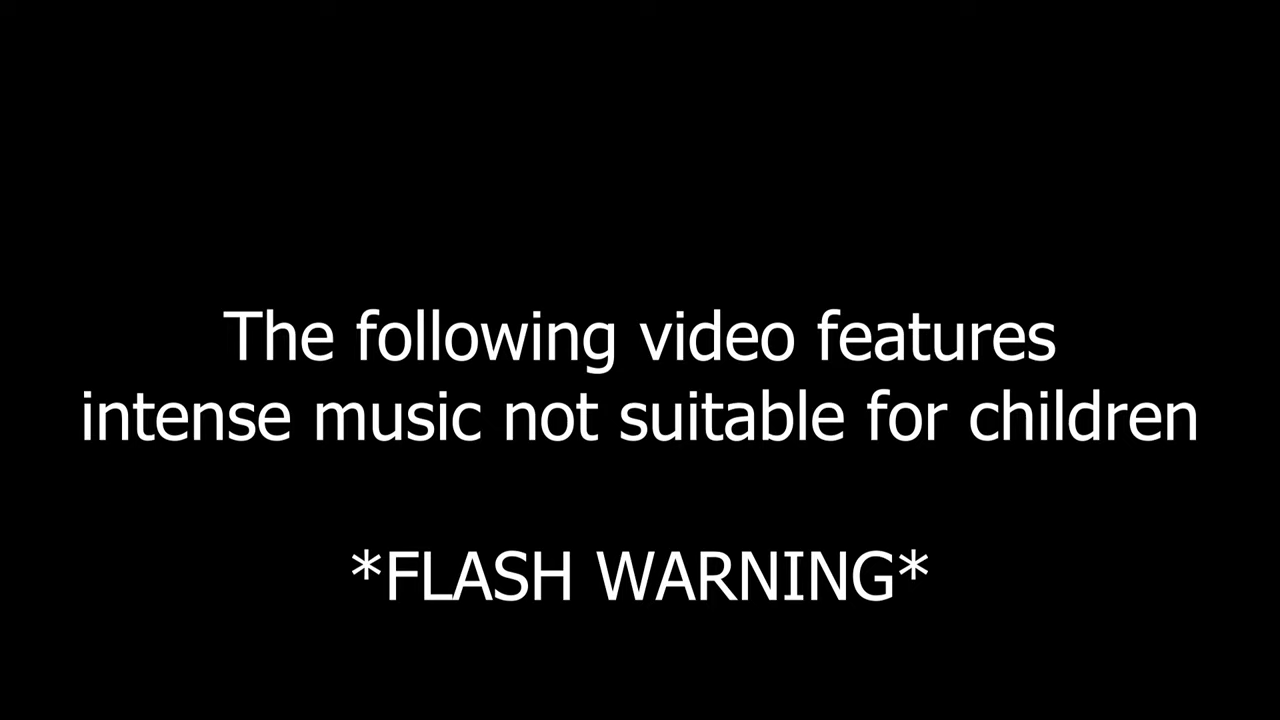 The following video features
intense music not suitable for children
*FLASH WARNING*